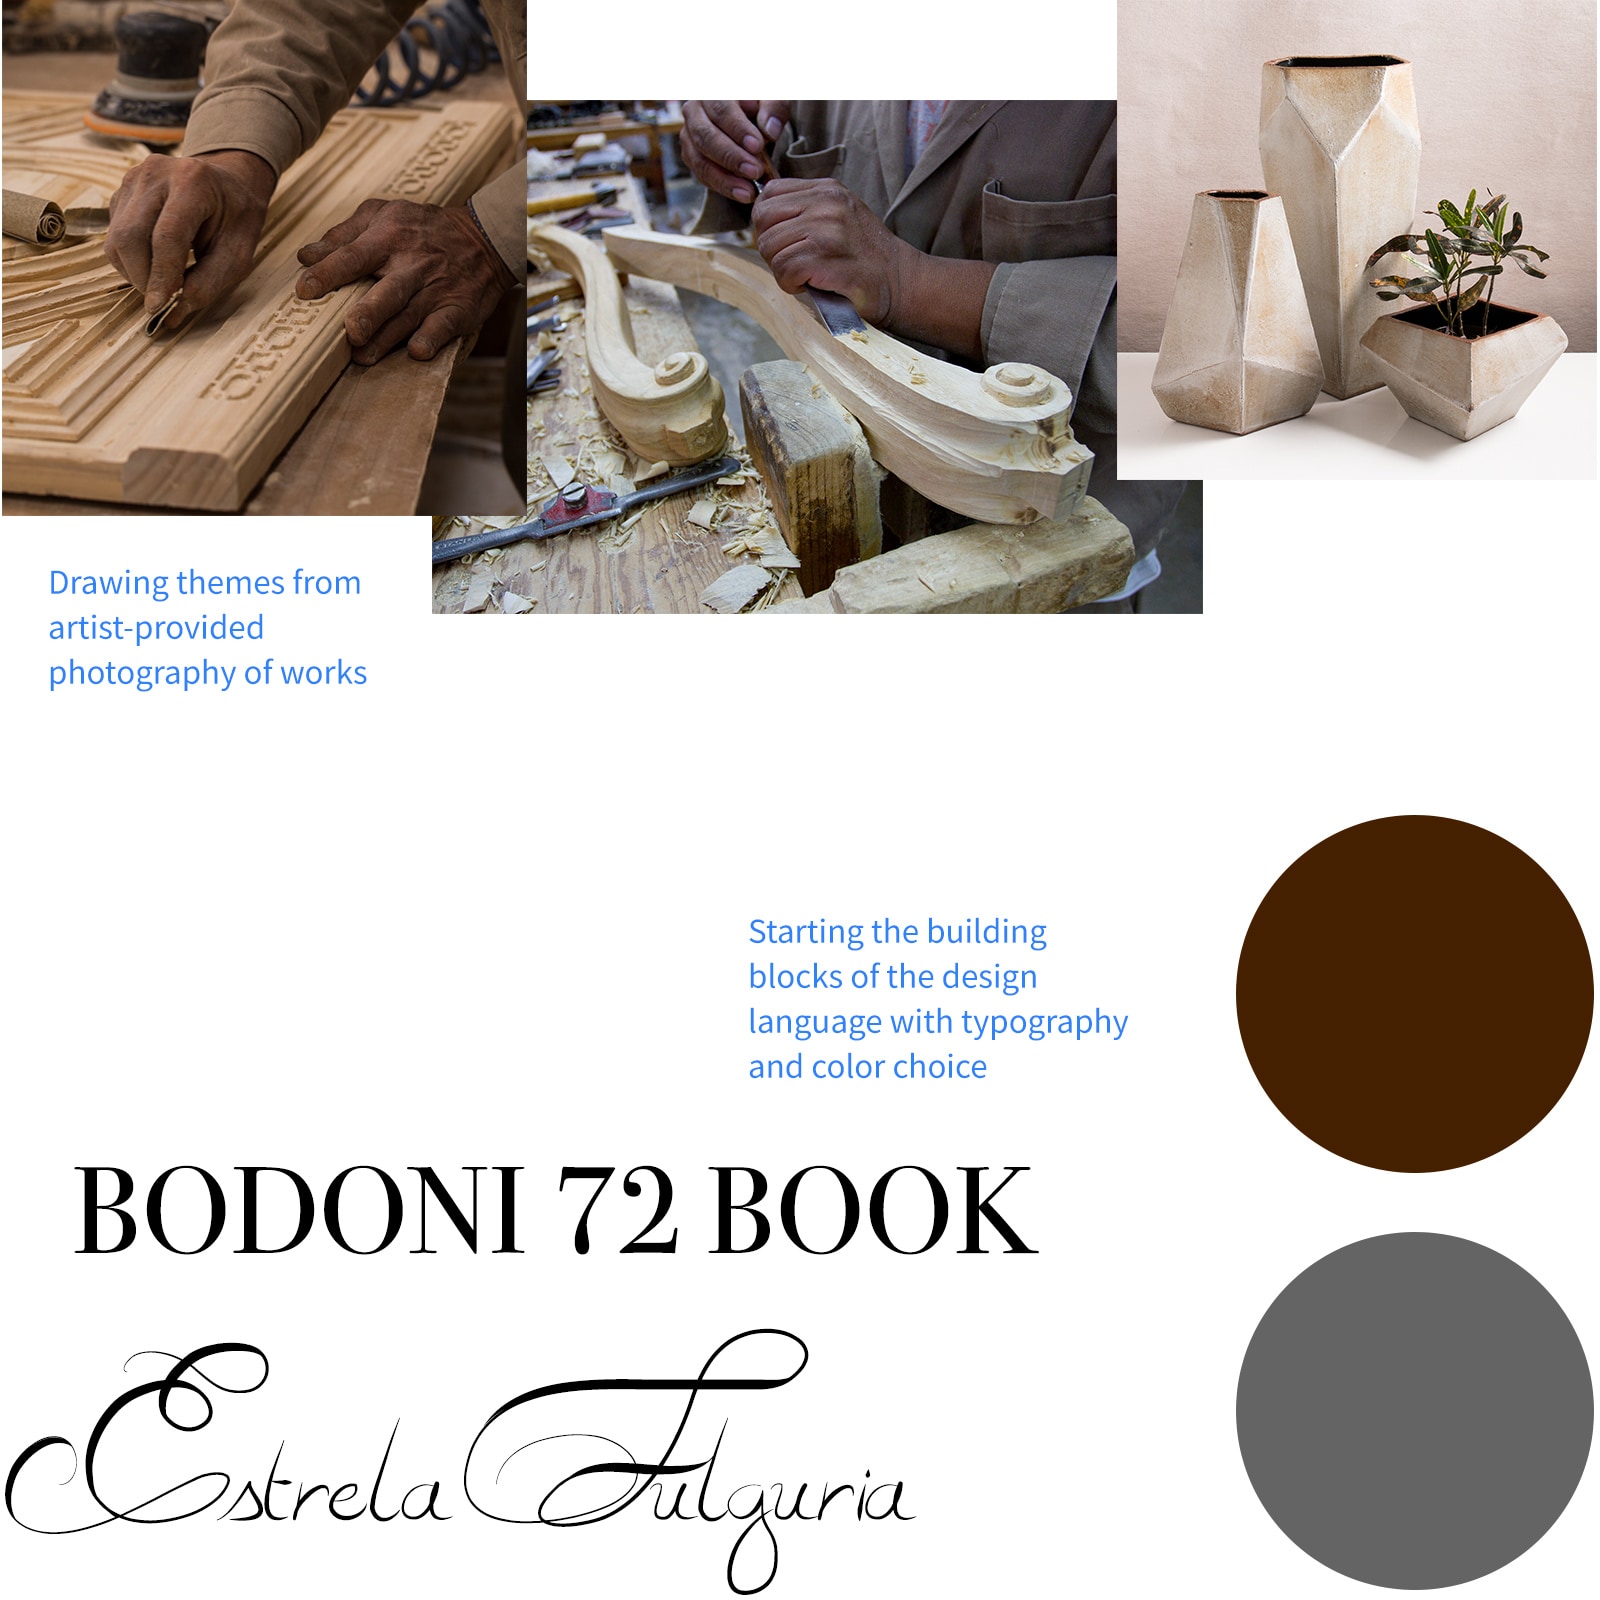 Drawing themes from
artist-provided
photography of works
Starting the building
blocks of the design
language with typography
and color choice
BODONI 72 BOOK
Estrela Fulguria